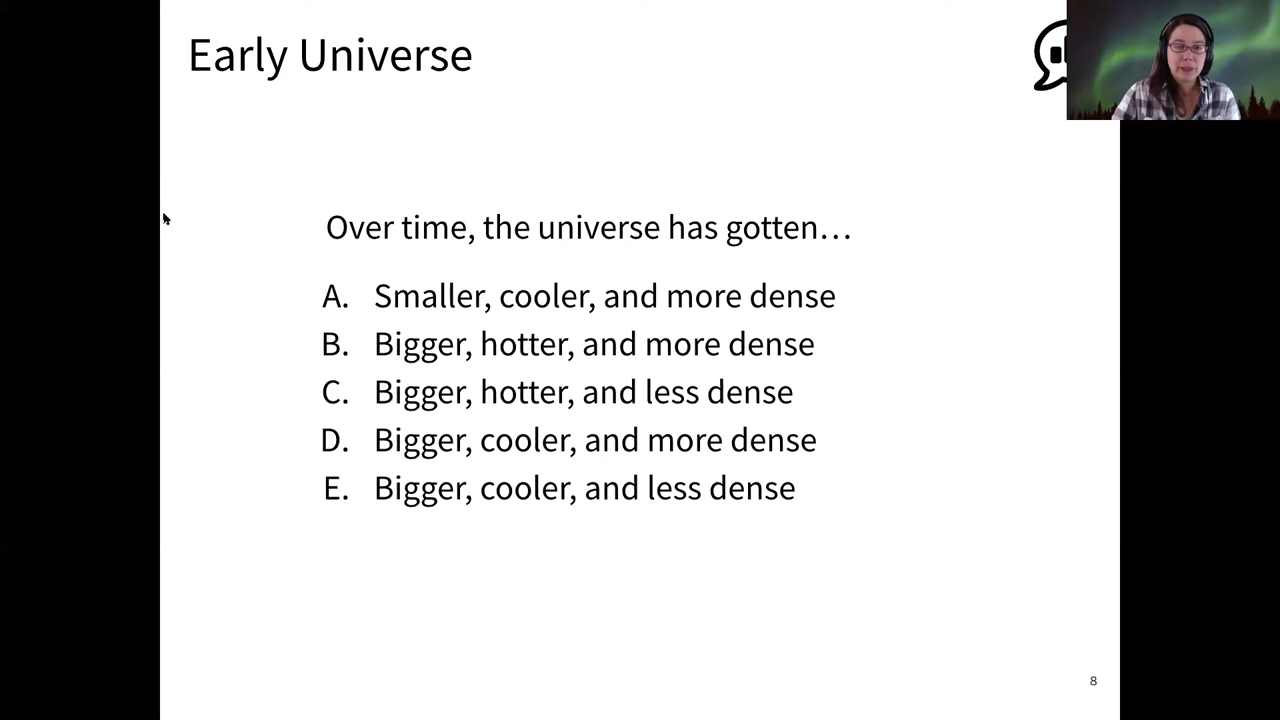 Early Universe
Over time, the universe has gotten…
A. Smaller, cooler, and more dense
B. Bigger, hotter, and more dense
C. Bigger, hotter, and less dense
D. Bigger, cooler, and more dense
E. Bigger, cooler, and less dense
8